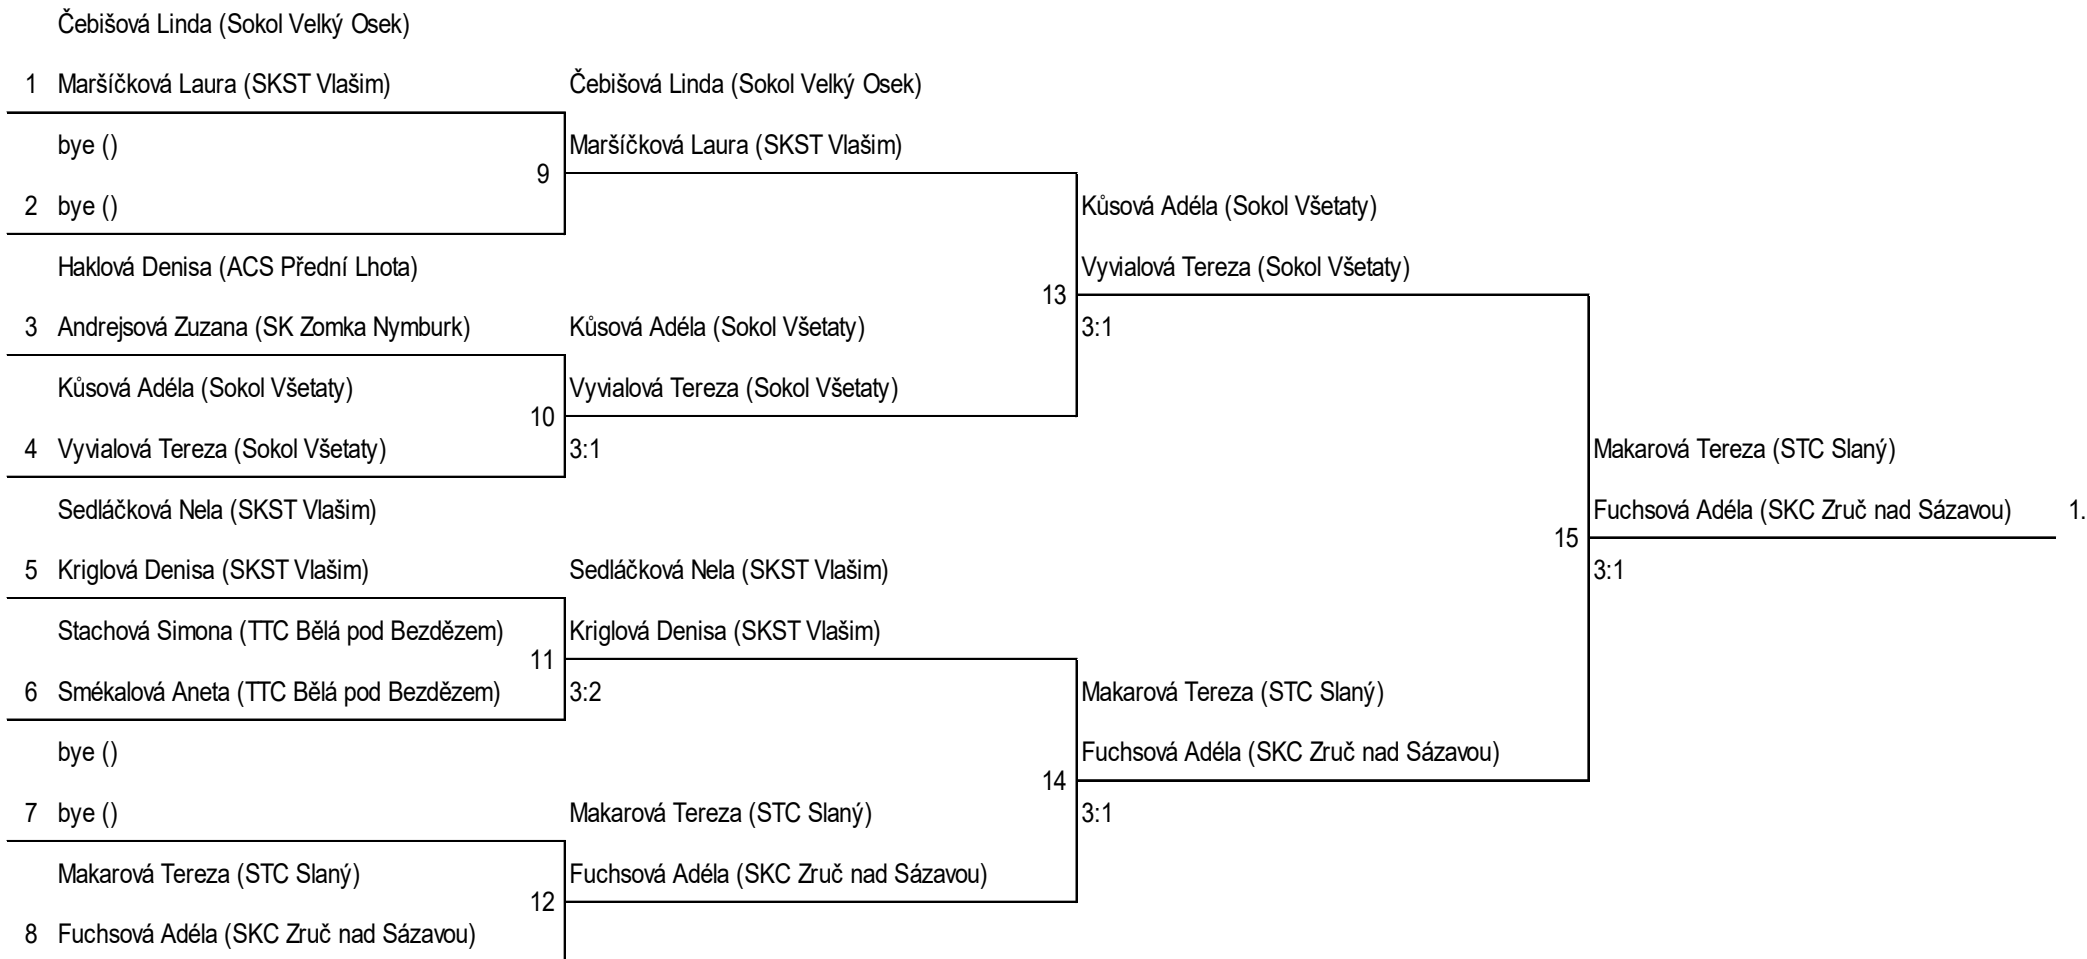 Čebišová Linda (Sokol Velký Osek)
1 Maršíčková Laura (SKST Vlašim)
Čebišová Linda (Sokol Velký Osek)
bye ()
Maršíčková Laura (SKST Vlašim)
9
2 bye ()
Kůsová Adéla (Sokol Všetaty)
Haklová Denisa (ACS Přední Lhota)
Vyvialová Tereza (Sokol Všetaty)
13
3 Andrejsová Zuzana (SK Zomka Nymburk)
Kůsová Adéla (Sokol Všetaty)
3:1
Kůsová Adéla (Sokol Všetaty)
Vyvialová Tereza (Sokol Všetaty)
10
4 Vyvialová Tereza (Sokol Všetaty)
3:1
Makarová Tereza (STC Slaný)
Sedláčková Nela (SKST Vlašim)
Fuchsová Adéla (SKC Zruč nad Sázavou) 1.
15
5 Kriglová Denisa (SKST Vlašim)
Sedláčková Nela (SKST Vlašim)
3:1
Stachová Simona (TTC Bělá pod Bezdězem)
Kriglová Denisa (SKST Vlašim)
11
6 Smékalová Aneta (TTC Bělá pod Bezdězem)
3:2
Makarová Tereza (STC Slaný)
bye ()
Fuchsová Adéla (SKC Zruč nad Sázavou)
14
7 bye ()
Makarová Tereza (STC Slaný)
3:1
Makarová Tereza (STC Slaný)
Fuchsová Adéla (SKC Zruč nad Sázavou)
12
8 Fuchsová Adéla (SKC Zruč nad Sázavou)